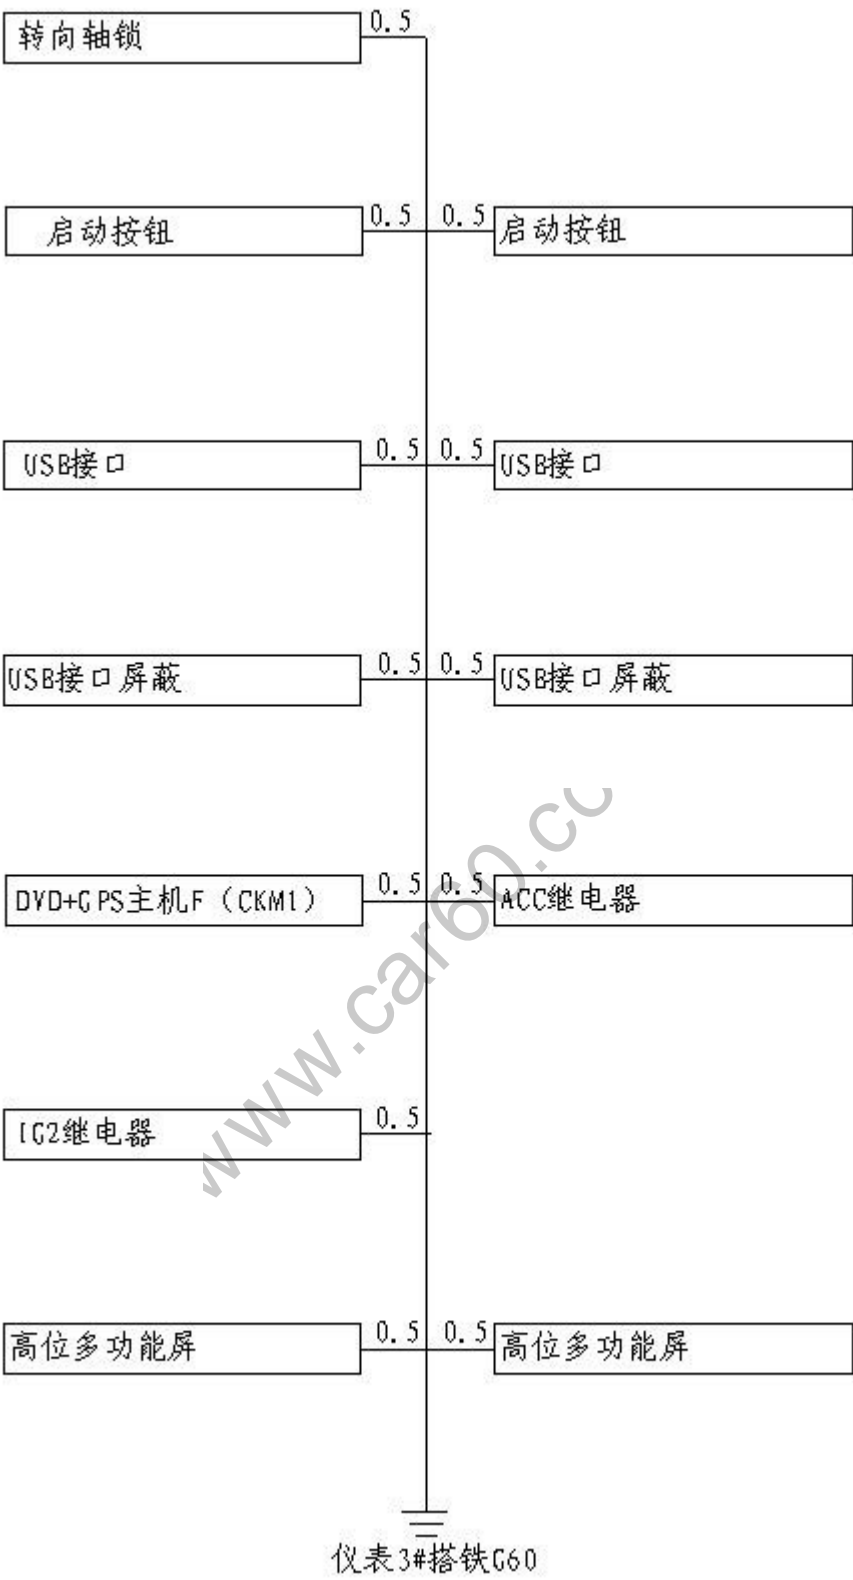 转向轴锁 0.5
启动按钮 0.5 0.5 启动按钮
USB接口 0.5 0.5 USB接口
USB接口屏蔽 0.5 0.5 USB接口屏蔽
DVD+GPS主机F（CKM1） 0.5 0.5 ACC继电器
IG2继电器 0.5
高位多功能屏 0.5 0.5 高位多功能屏
仪表3#搭铁G60
www.car60.co